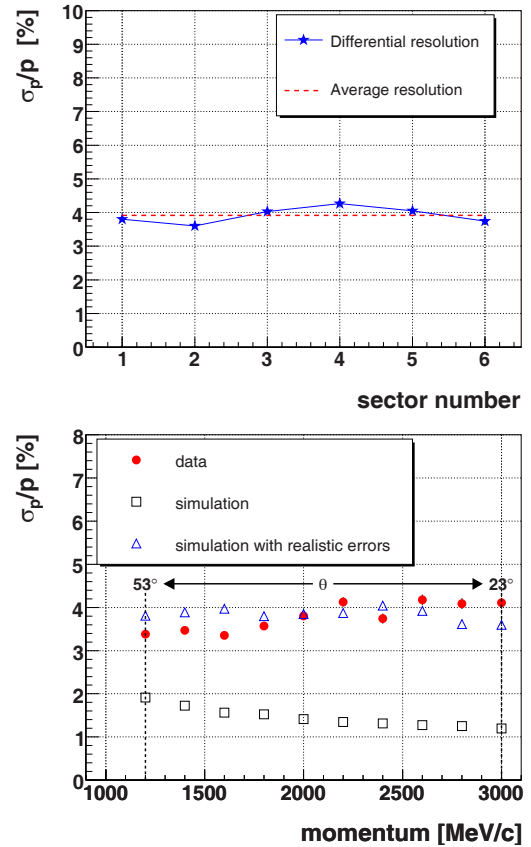 σp/p [%]
10
9
8
7
6
5
4
3
2
1
0
Differential resolution
Average resolution
1 2 3 4 5 6
sector number
σp/p [%]
8
7
6
5
4
3
2
1
0
data
simulation
simulation with realistic errors
53° θ 23°
1000 1500 2000 2500 3000
momentum [MeV/c]